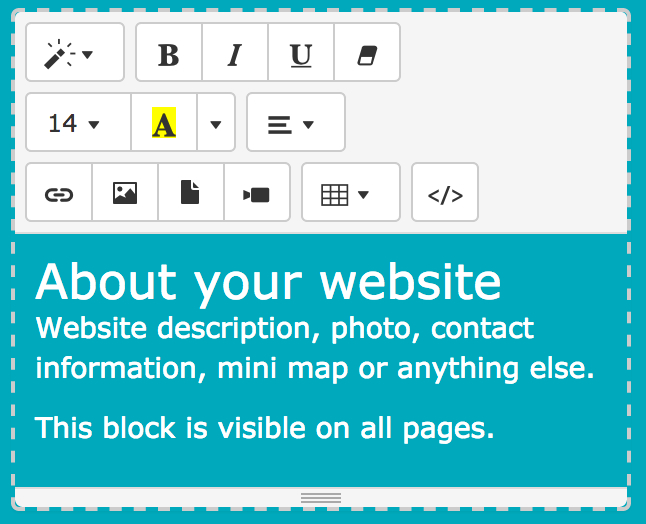 B I U
14 A
</>
About your website
Website description, photo, contact
information, mini map or anything else.
This block is visible on all pages.